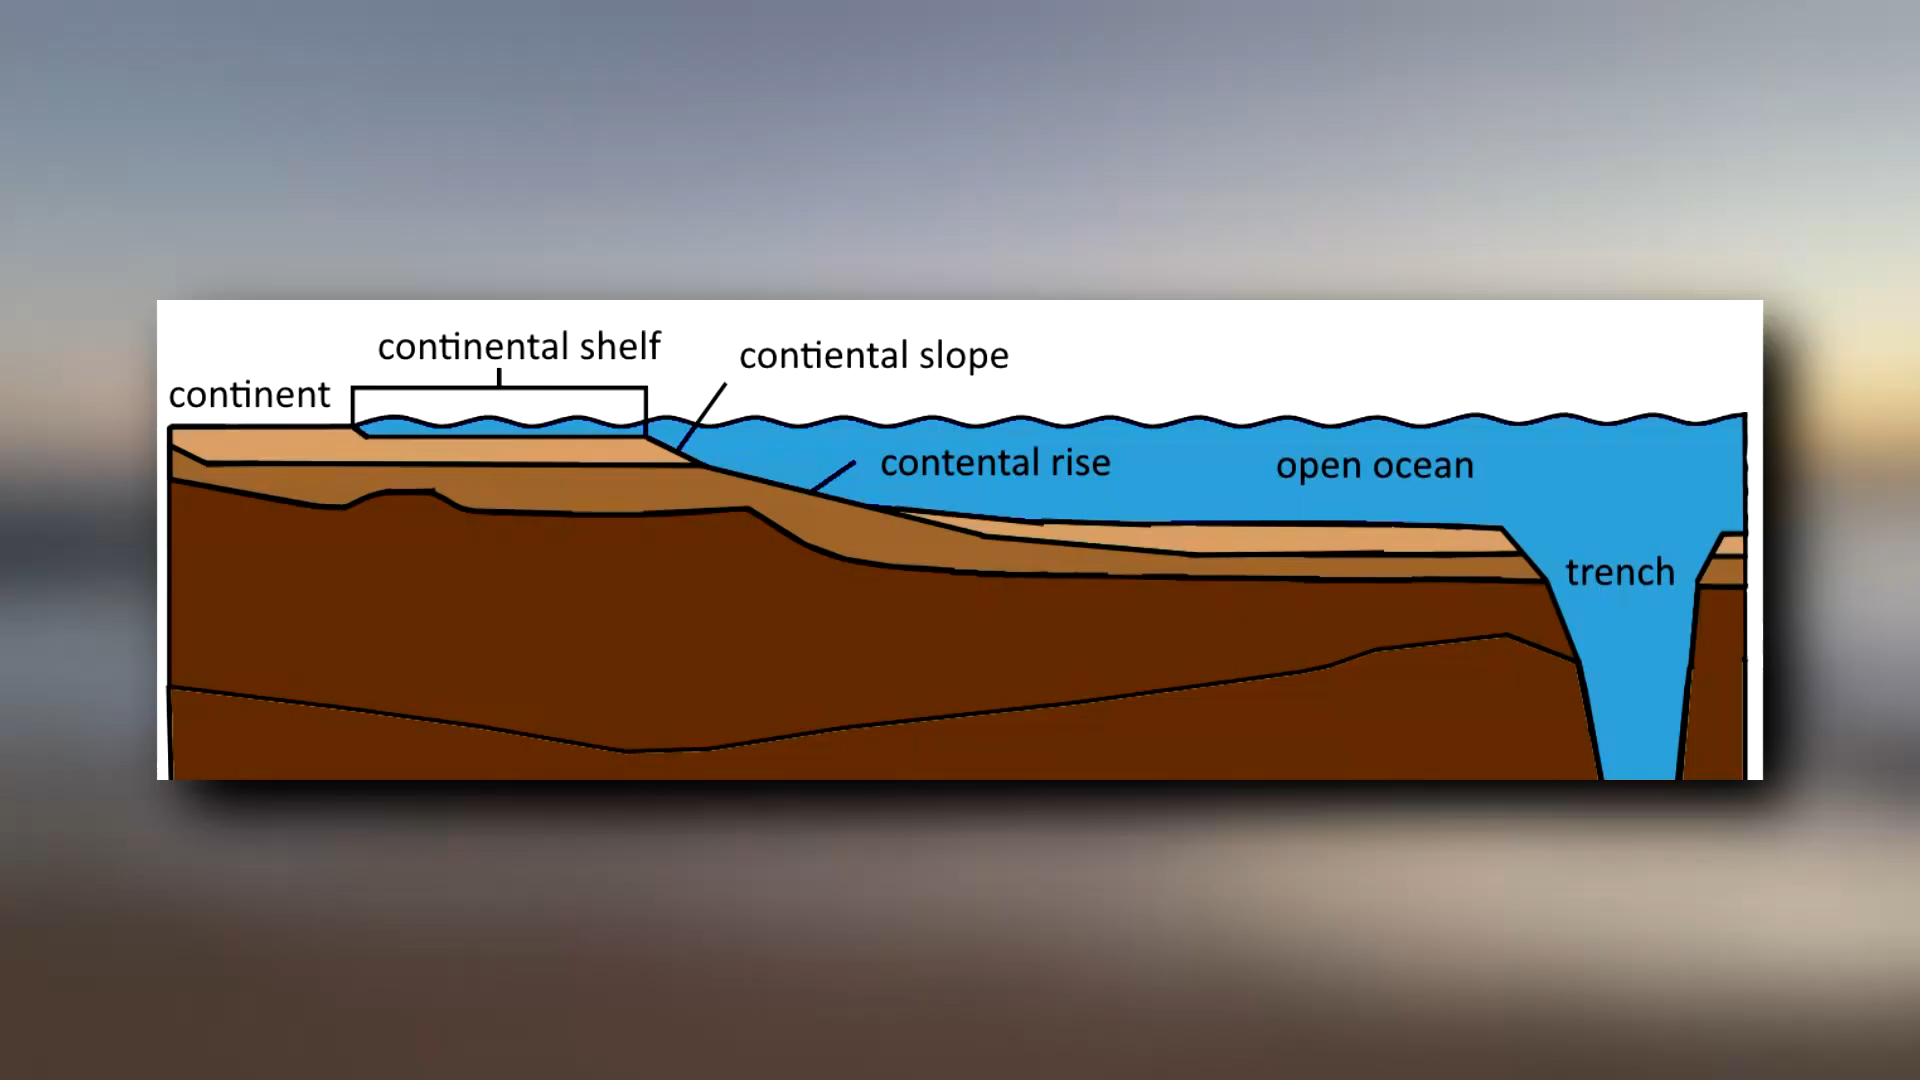 continental shelf
contiental slope
continent
contental rise
open ocean
trench